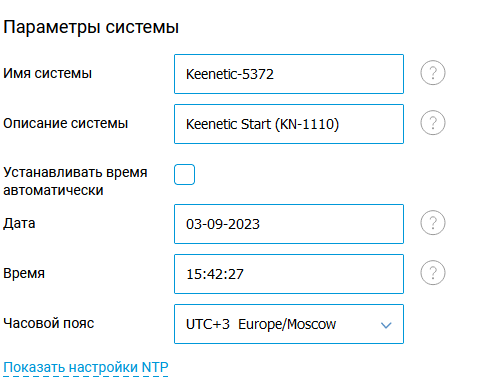 Параметры системы
Имя системы
Keenetic-5372
?
Описание системы
Keenetic Start (KN-1110)
?
Устанавливать время
автоматически
Дата
03-09-2023
?
Время
15:42:27
?
Часовой пояс
UTC+3 Europe/Moscow
Показать настройки NTP